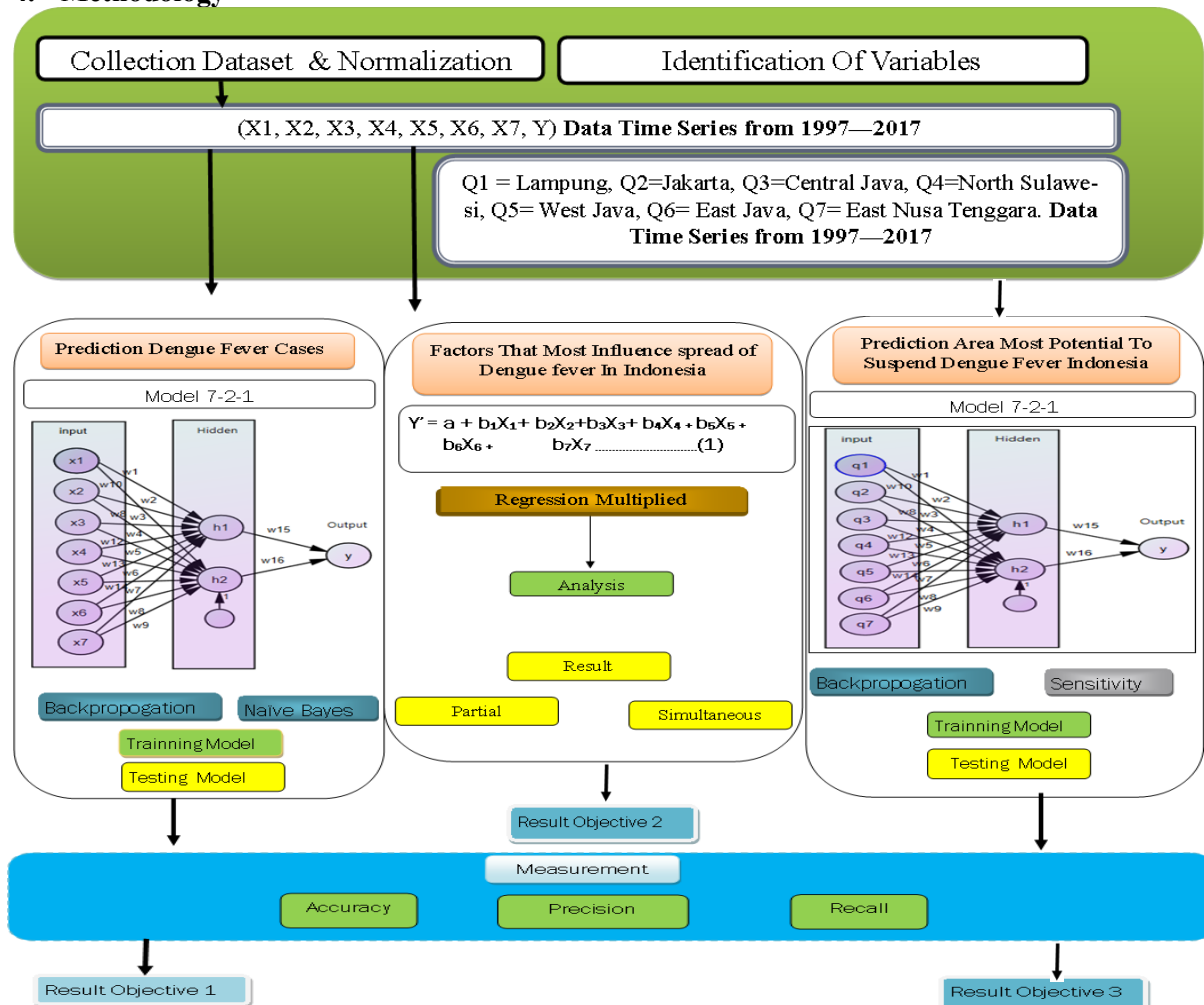 Methodology
Collection Dataset & Normalization
Identification Of Variables
(X1, X2, X3, X4, X5, X6, X7, Y) Data Time Series from 1997—2017
Q1 = Lampung, Q2=Jakarta, Q3=Central Java, Q4=North Sulawe-
si, Q5= West Java, Q6= East Java, Q7= East Nusa Tenggara. Data
Time Series from 1997—2017
Prediction Dengue Fever Cases
Model 7-2-1
input
Hidden
x1
w1
w10
x2
w2
w8
w3
x3
h1
w4
w15
Output
w12
x4
w5
y
w13
w16
w6
h2
x5
w7
1
w8
x6
w9
x7
Backpropogation
Naïve Bayes
Trainning Model
Testing Model
Factors That Most Influence spread of
Dengue fever In Indonesia
Y' = a + b₁X₁+ b₂X₂+b₃X₃+ b₄X₄ + b₅X₅ +
b₆X₆ + b₇X₇ ..............................(1)
Regression Multiplied
Analysis
Result
Partial
Simultaneous
Result Objective 2
Prediction Area Most Potential To
Suspend Dengue Fever Indonesia
Model 7-2-1
input
Hidden
q1
w1
w10
q2
w2
w8
w3
q3
h1
w4
w15
Output
w12
q4
w5
y
w13
w16
q5
h2
w7
1
q6
w8
w9
q7
Backpropogation
Sensitivity
Trainning Model
Testing Model
Measurement
Accuracy
Precision
Recall
Result Objective 1
Result Objective 3